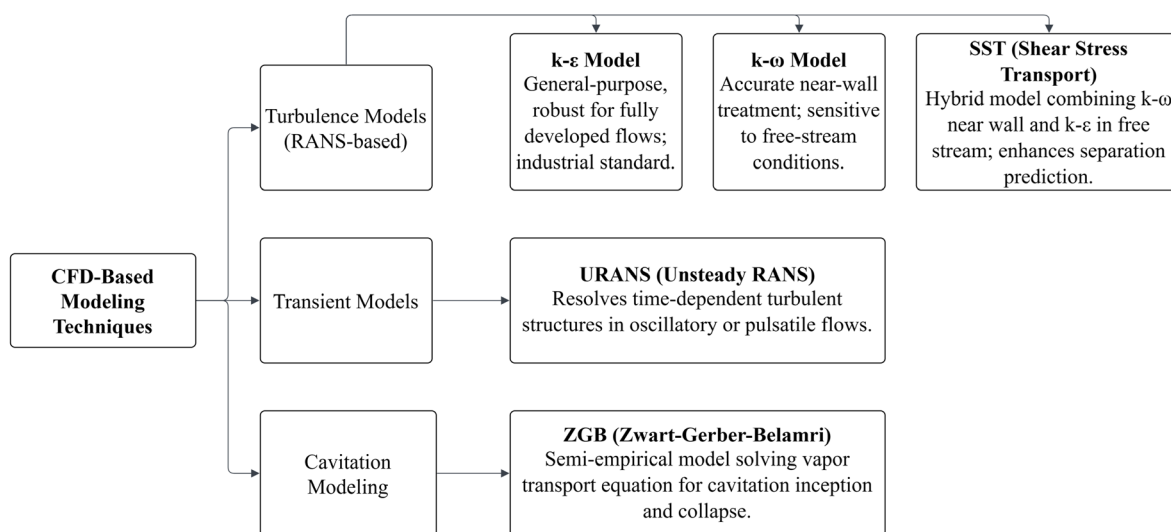 k-ε Model
General-purpose,
robust for fully
developed flows;
industrial standard.
k-ω Model
Accurate near-wall
treatment; sensitive
to free-stream
conditions.
SST (Shear Stress
Transport)
Hybrid model combining k-ω
near wall and k-ε in free
stream; enhances separation
prediction.
Turbulence Models
(RANS-based)
CFD-Based
Modeling
Techniques
Transient Models
URANS (Unsteady RANS)
Resolves time-dependent turbulent
structures in oscillatory or pulsatile flows.
Cavitation
Modeling
ZGB (Zwart-Gerber-Belamri)
Semi-empirical model solving vapor
transport equation for cavitation inception
and collapse.